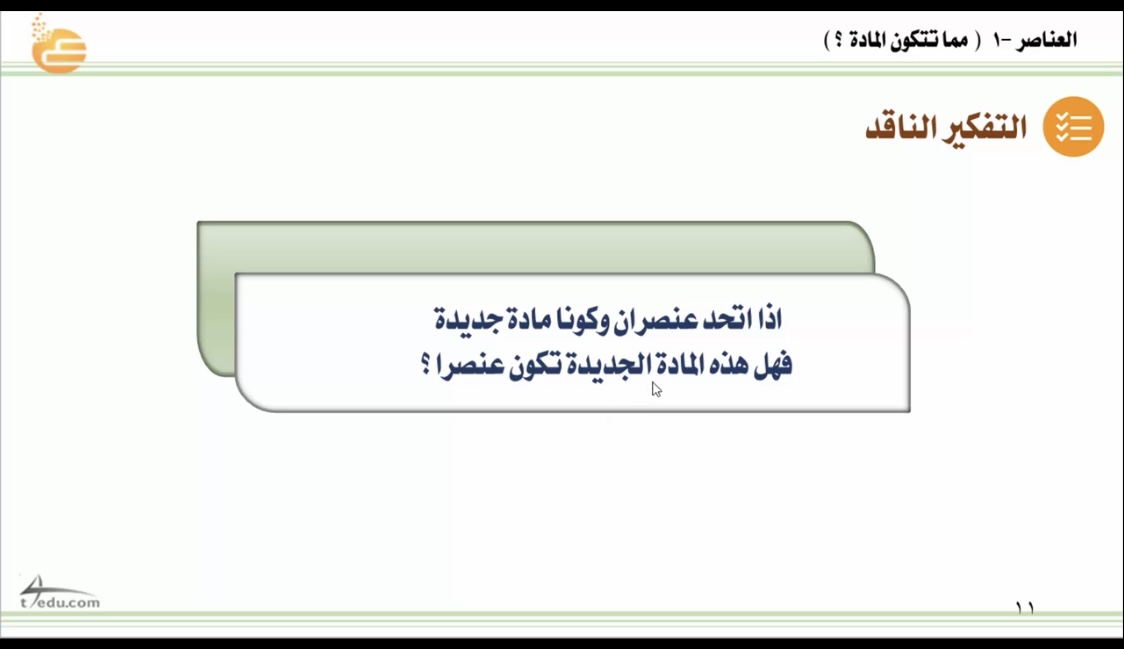 العناصر -١ ( مما تتكون المادة ؟ )
التفكير الناقد
اذا اتحد عنصران وكونا مادة جديدة
فهل هذه المادة الجديدة تكون عنصرا ؟
t4edu.com
١١